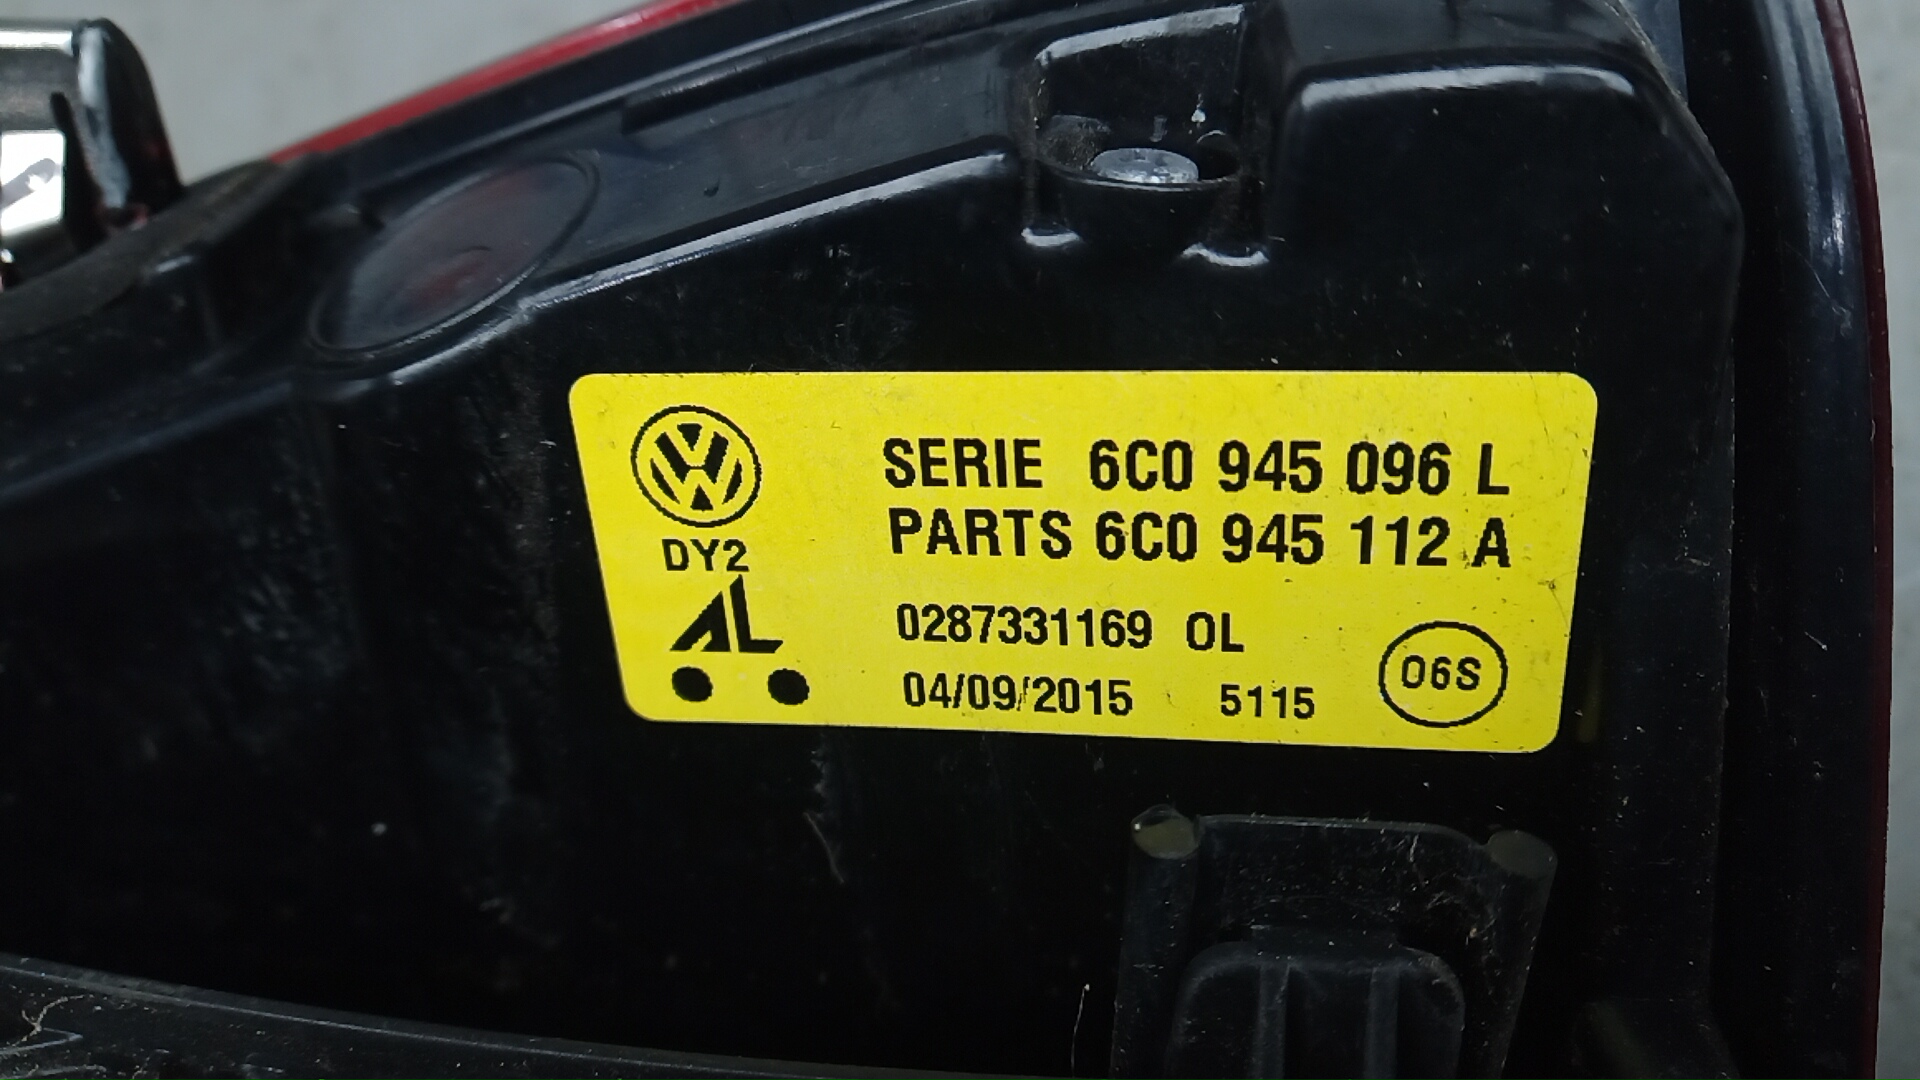 SERIE 6C0 945 096 L
PARTS 6C0 945 112 A
DY2
AL
0287331169 OL
04/09/2015 5115
06S